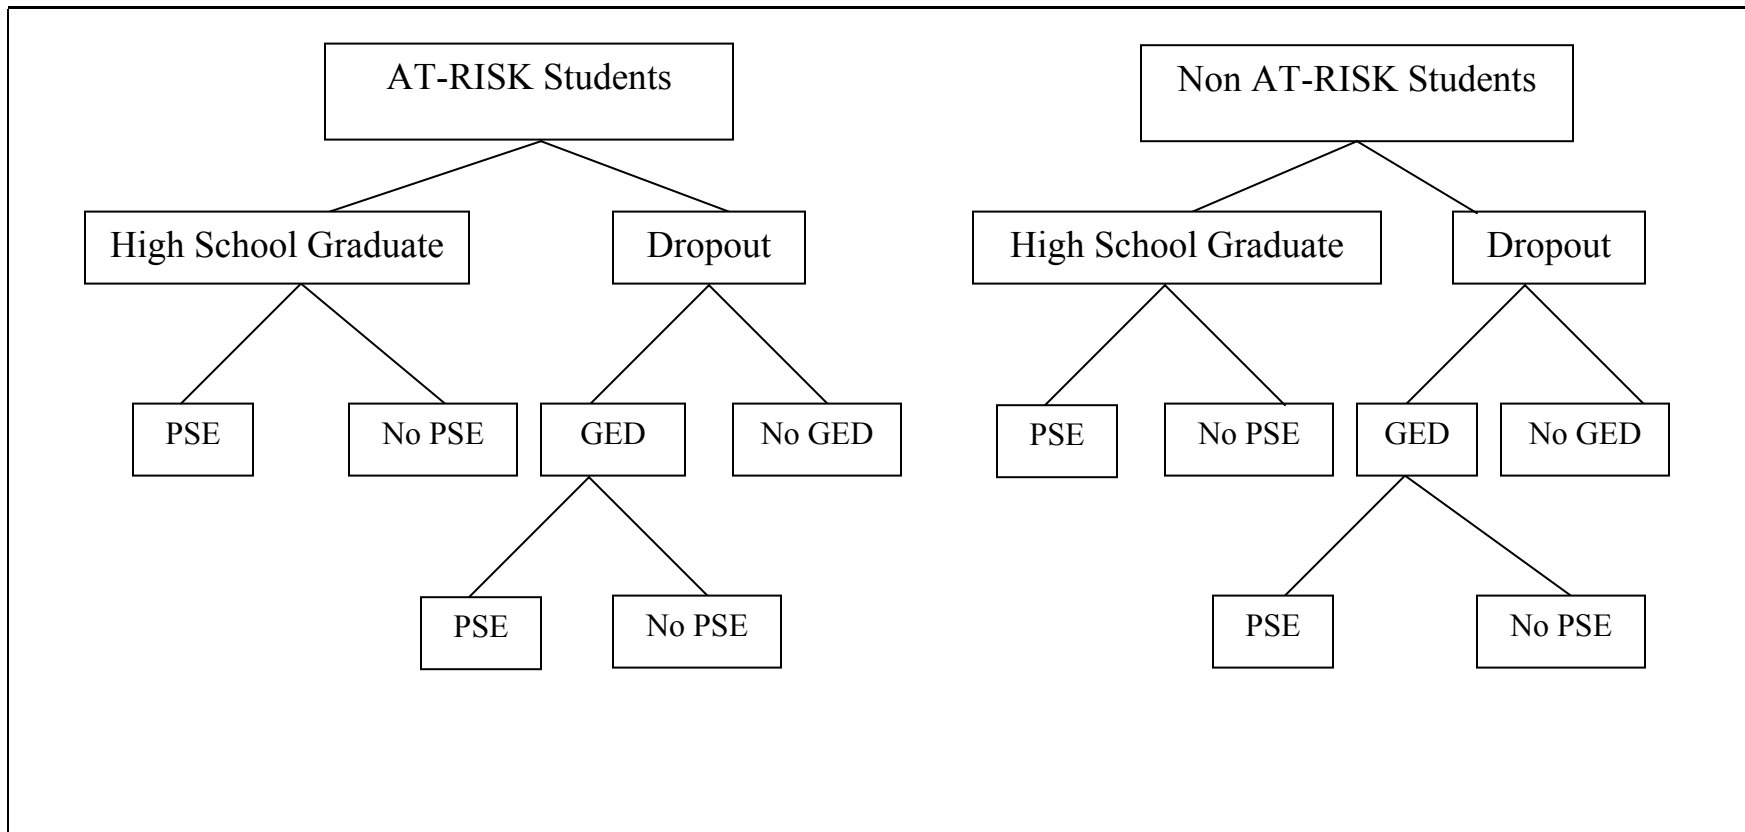 AT-RISK Students
Non AT-RISK Students
High School Graduate
Dropout
High School Graduate
Dropout
PSE
No PSE
GED
No GED
PSE
No PSE
GED
No GED
PSE
No PSE
PSE
No PSE